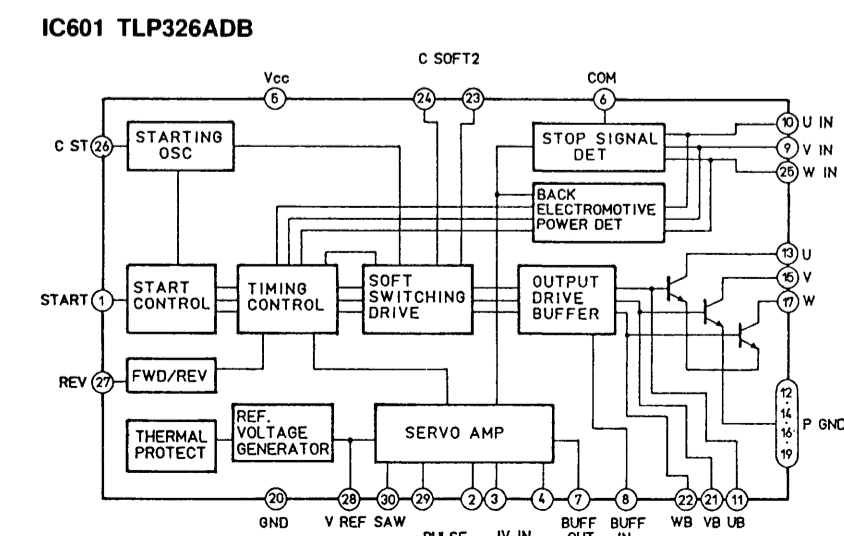 IC601 TLP326ADB
C SOFT2
Vcc
COM
5
24
23
6
10 U IN
9 V IN
25 W IN
C ST 26
STARTING
OSC
STOP SIGNAL
DET
BACK
ELECTROMOTIVE
POWER DET
13 U
15 V
17 W
START 1
START
CONTROL
TIMING
CONTROL
SOFT
SWITCHING
DRIVE
OUTPUT
DRIVE
BUFFER
REV 27
FWD/REV
12
14
16
19
P GND
THERMAL
PROTECT
REF.
VOLTAGE
GENERATOR
SERVO AMP
20
28
30
29
2
3
4
7
8
22
21
11
GND
V REF
SAW
BUFF
BUFF
WB
VB
UB